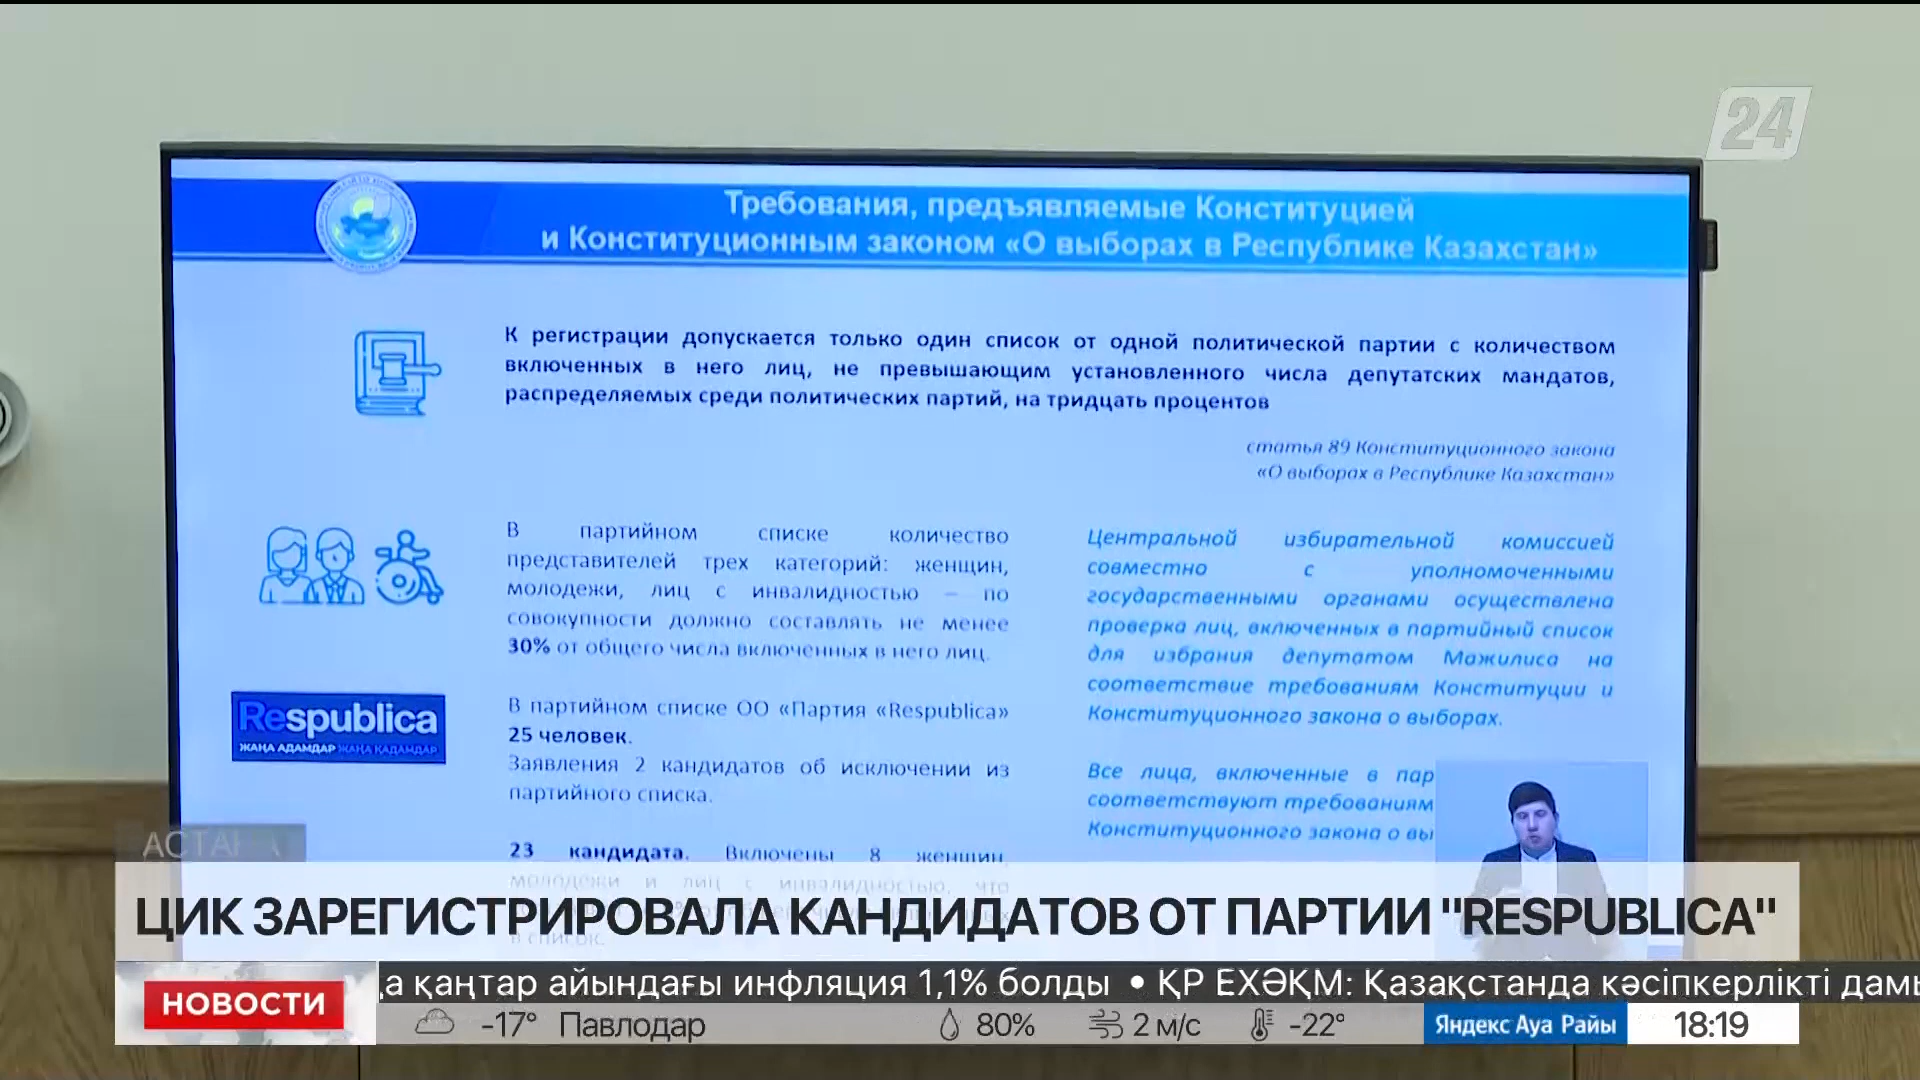 24
Требования, предъявляемые Конституцией
и Конституционным законом «О выборах в Республике Казахстан»
К регистрации допускается только один список от одной политической партии с количеством
включенных в него лиц, не превышающим установленного числа депутатских мандатов,
распределяемых среди политических партий, на тридцать процентов
статья 89 Конституционного закона
«О выборах в Республике Казахстан»
В партийном списке количество
представителей трех категорий: женщин,
молодежи, лиц с инвалидностью – по
совокупности должно составлять не менее
30% от общего числа включенных в него лиц.
Центральной избирательной комиссией
совместно с уполномоченными
государственными органами осуществлена
проверка лиц, включенных в партийный список
для избрания депутатом Мажилиса на
соответствие требованиям Конституции и
Конституционного закона о выборах.
Respublica
ЖАҢА АДАМДАР ЖАҢА ҚАДАМДАР
В партийном списке ОО «Партия «Respublica»
25 человек.
Заявления 2 кандидатов об исключении из
партийного списка.
Все лица, включенные в пар
соответствуют требованиям
Конституционного закона о вы
23 кандидата. Включены 8 женщин,
молодежи и лиц с инвалидностью, что
в список.
АСТАНА
ЦИК ЗАРЕГИСТРИРОВАЛА КАНДИДАТОВ ОТ ПАРТИИ "RESPUBLICA"
НОВОСТИ
да қаңтар айындағы инфляция 1,1% болды • ҚР ЕХӘҚМ: Қазақстанда кәсіпкерлікті дамы
-17° Павлодар 80% 2 м/с -22° Яндекс Ауа Райы 18:19